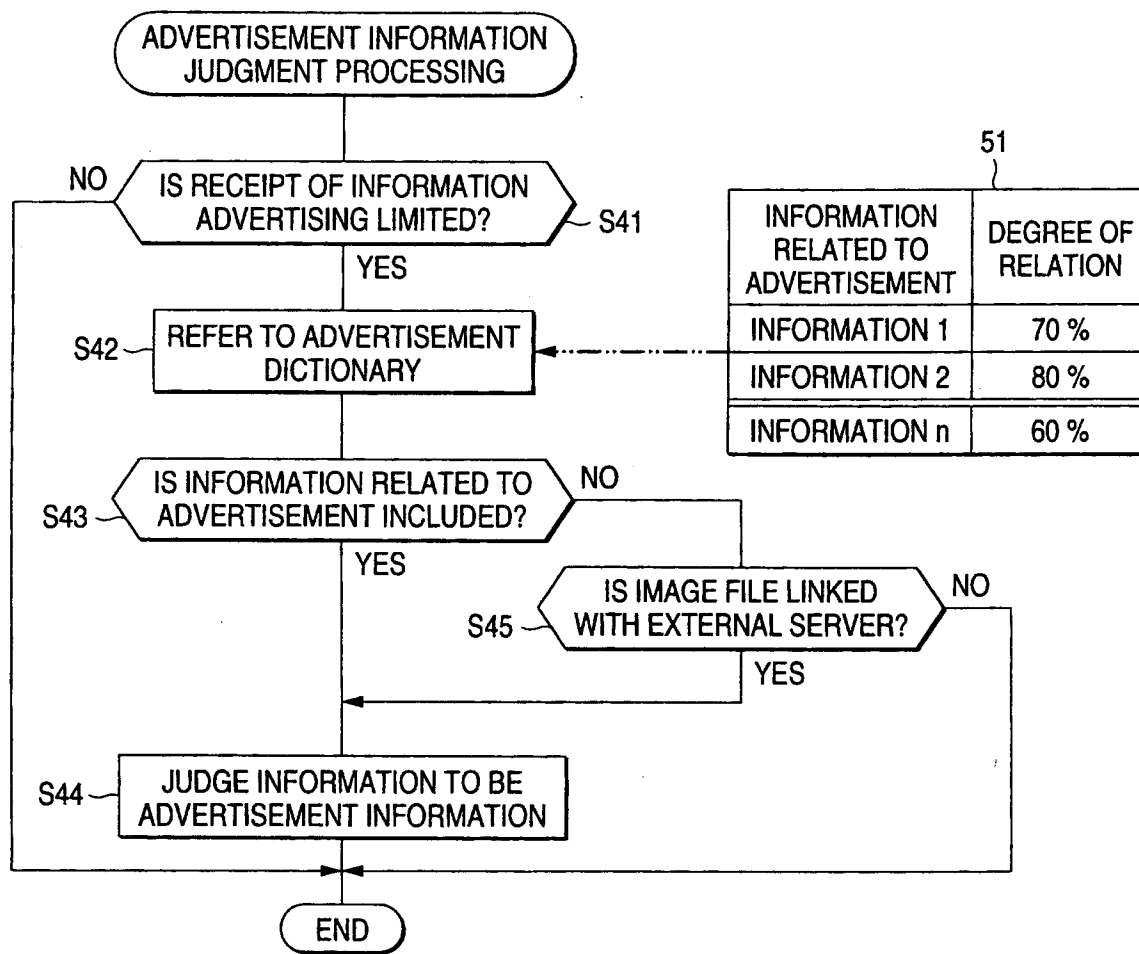 ADVERTISEMENT INFORMATION
JUDGMENT PROCESSING
NO
IS RECEIPT OF INFORMATION
ADVERTISING LIMITED?
S41
YES
51
INFORMATION
RELATED TO
ADVERTISEMENT
DEGREE OF
RELATION
INFORMATION 1
70 %
INFORMATION 2
80 %
INFORMATION n
60 %
S42
REFER TO ADVERTISEMENT
DICTIONARY
S43
IS INFORMATION RELATED TO
ADVERTISEMENT INCLUDED?
NO
YES
S45
IS IMAGE FILE LINKED
WITH EXTERNAL SERVER?
NO
YES
S44
JUDGE INFORMATION TO BE
ADVERTISEMENT INFORMATION
END